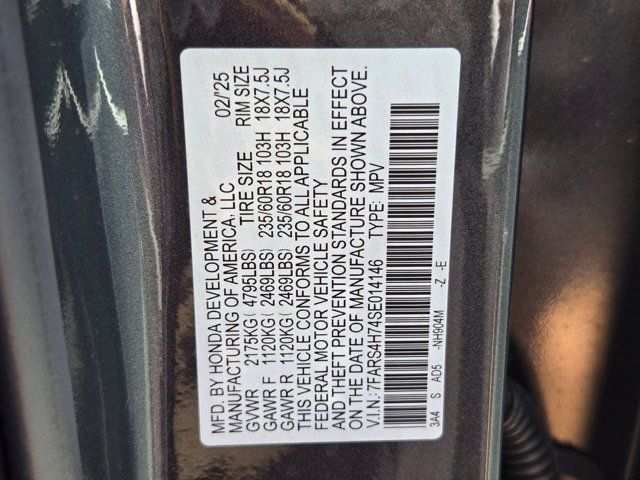 MFD. BY HONDA DEVELOPMENT &
MANUFACTURING OF AMERICA, LLC 02/'25
GVWR 2175KG( 4795LBS) TIRE SIZE RIM SIZE
GAWR F 1120KG( 2469LBS) 235/60R18 103H 18X7.5J
GAWR R 1120KG( 2469LBS) 235/60R18 103H 18X7.5J
THIS VEHICLE CONFORMS TO ALL APPLICABLE
FEDERAL MOTOR VEHICLE SAFETY
AND THEFT PREVENTION STANDARDS IN EFFECT
ON THE DATE OF MANUFACTURE SHOWN ABOVE.
V.I.N: 7FARS4H74SE014146 TYPE: MPV
3A4 S AD5 -NH904M -Z -E